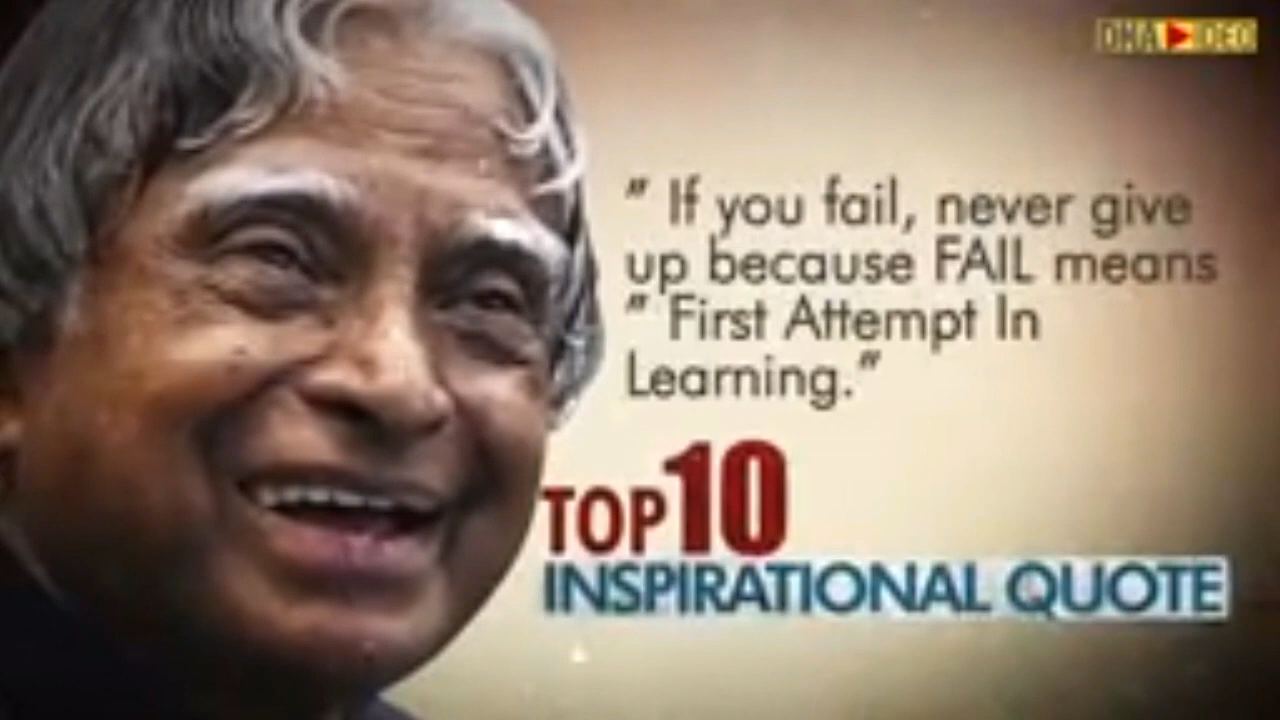 DNA VIDEO
" If you fail, never give
up because FAIL means
" First Attempt In
Learning."
TOP 10
INSPIRATIONAL QUOTE